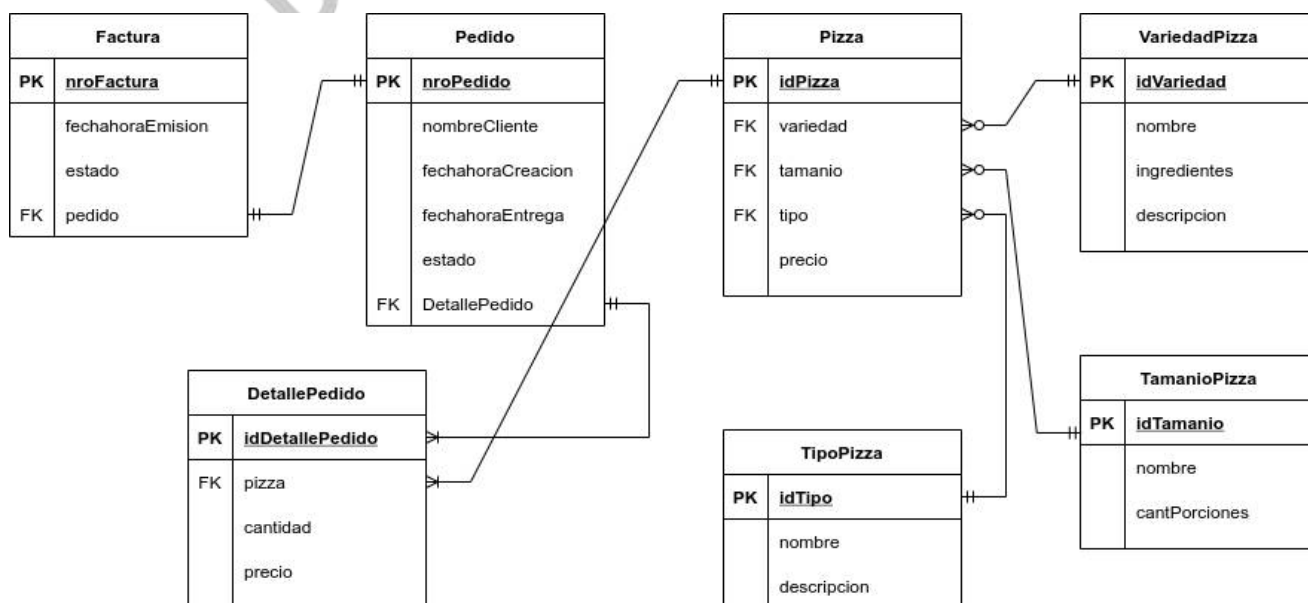 Factura
PK nroFactura
fechahoraEmision
estado
FK pedido
Pedido
PK nroPedido
nombreCliente
fechahoraCreacion
fechahoraEntrega
estado
FK DetallePedido
Pizza
PK idPizza
FK variedad
FK tamanio
FK tipo
precio
VariedadPizza
PK idVariedad
nombre
ingredientes
descripcion
DetallePedido
PK idDetallePedido
FK pizza
cantidad
precio
TipoPizza
PK idTipo
nombre
descripcion
TamanioPizza
PK idTamanio
nombre
cantPorciones